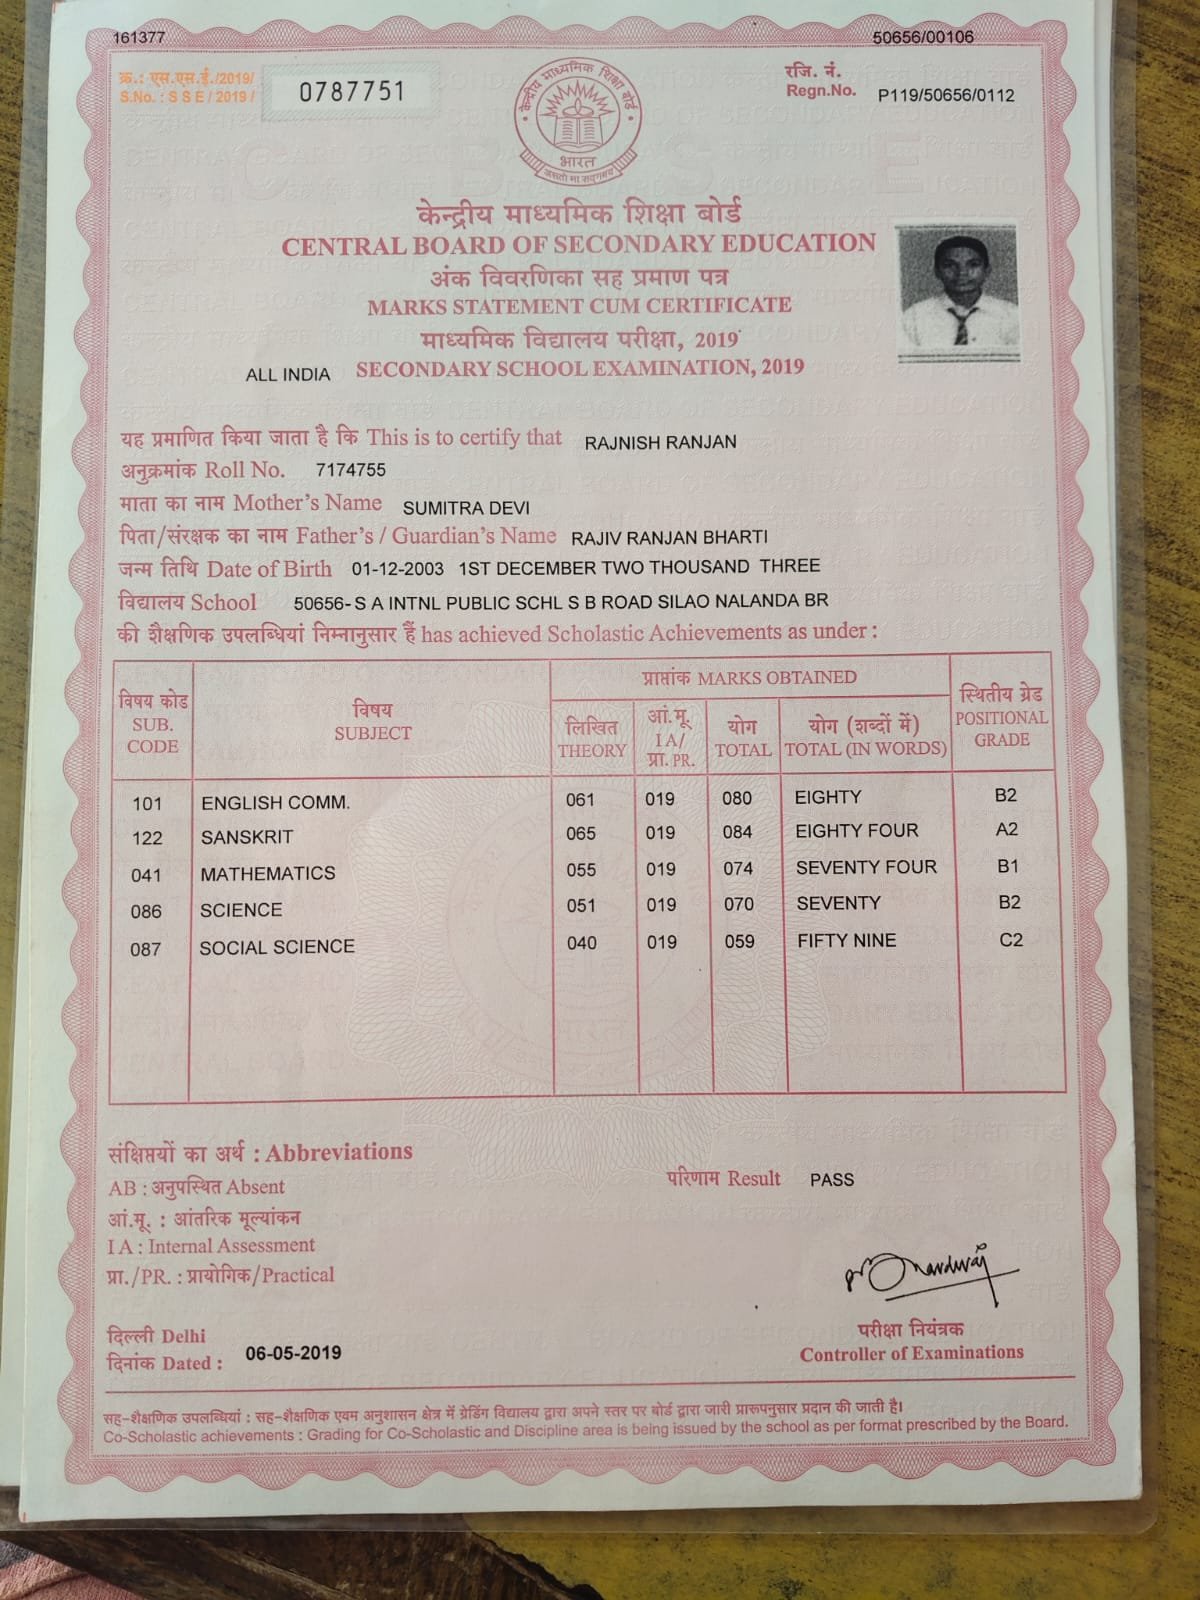 161377
50656/00106
क्र.: एस.एस.ई./2019/
S.No. : S S E / 2019 /
0787751
रजि. नं.
Regn.No. P119/50656/0112
केन्द्रीय माध्यमिक शिक्षा बोर्ड
भारत
असतो मा सद्गमय
C B S E
केन्द्रीय माध्यमिक शिक्षा बोर्ड
CENTRAL BOARD OF SECONDARY EDUCATION
अंक विवरणिका सह प्रमाण पत्र
MARKS STATEMENT CUM CERTIFICATE
माध्यमिक विद्यालय परीक्षा, 2019
ALL INDIA SECONDARY SCHOOL EXAMINATION, 2019
यह प्रमाणित किया जाता है कि This is to certify that RAJNISH RANJAN
अनुक्रमांक Roll No. 7174755
माता का नाम Mother's Name SUMITRA DEVI
पिता/संरक्षक का नाम Father's / Guardian's Name RAJIV RANJAN BHARTI
जन्म तिथि Date of Birth 01-12-2003 1ST DECEMBER TWO THOUSAND THREE
विद्यालय School 50656-S A INTNL PUBLIC SCHL S B ROAD SILAO NALANDA BR
की शैक्षणिक उपलब्धियां निम्नानुसार हैं has achieved Scholastic Achievements as under :
विषय कोड SUB. CODE
विषय SUBJECT
प्राप्तांक MARKS OBTAINED
लिखित THEORY
आं.मू. I A/ प्रा. PR.
योग TOTAL
योग (शब्दों में) TOTAL (IN WORDS)
स्थितीय ग्रेड POSITIONAL GRADE
101 ENGLISH COMM. 061 019 080 EIGHTY B2
122 SANSKRIT 065 019 084 EIGHTY FOUR A2
041 MATHEMATICS 055 019 074 SEVENTY FOUR B1
086 SCIENCE 051 019 070 SEVENTY B2
087 SOCIAL SCIENCE 040 019 059 FIFTY NINE C2
संक्षिप्तियों का अर्थ : Abbreviations
AB : अनुपस्थित Absent
परिणाम Result PASS
आं.मू. : आंतरिक मूल्यांकन
I A : Internal Assessment
प्रा./PR. : प्रायोगिक/Practical
दिल्ली Delhi
दिनांक Dated : 06-05-2019
परीक्षा नियंत्रक
Controller of Examinations
सह-शैक्षणिक उपलब्धियां : सह-शैक्षणिक एवम अनुशासन क्षेत्र में ग्रेडिंग विद्यालय द्वारा अपने स्तर पर बोर्ड द्वारा जारी प्रारूपनुसार प्रदान की जाती है।
Co-Scholastic achievements : Grading for Co-Scholastic and Discipline area is being issued by the school as per format prescribed by the Board.